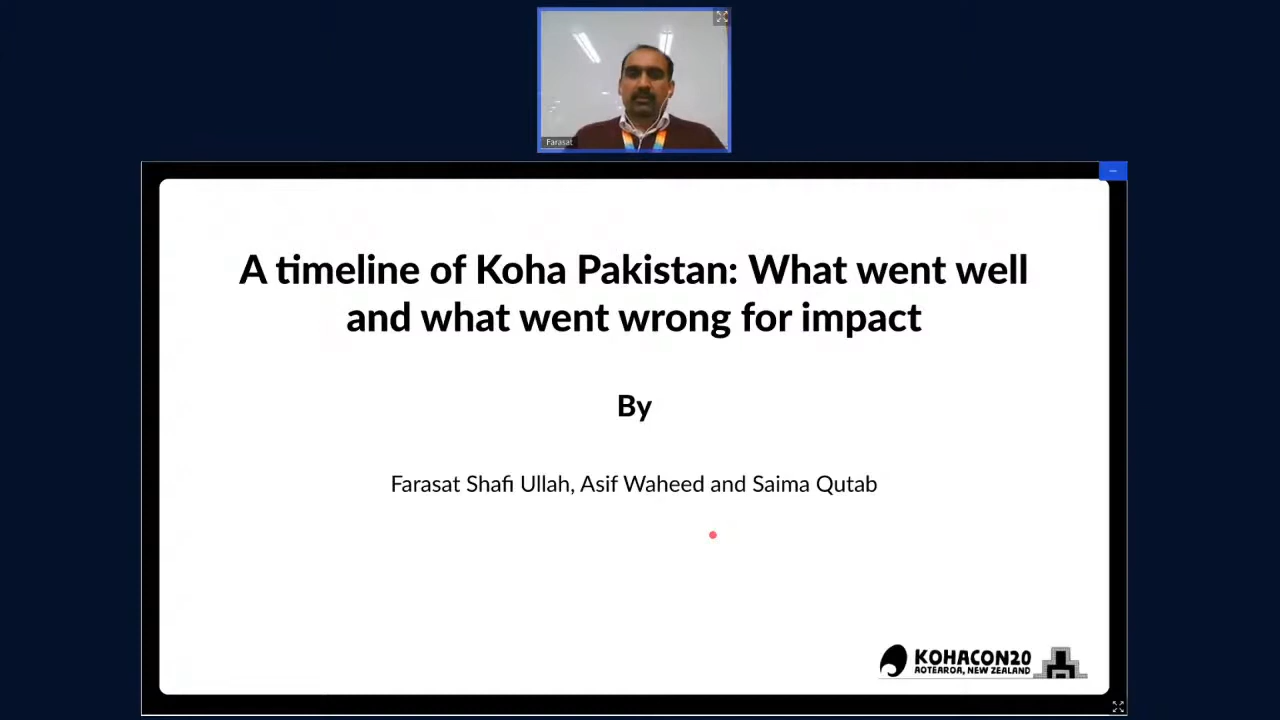 Farasat
A timeline of Koha Pakistan: What went well
and what went wrong for impact
By
Farasat Shafi Ullah, Asif Waheed and Saima Qutab
KOHACON20
AOTEAROA, NEW ZEALAND